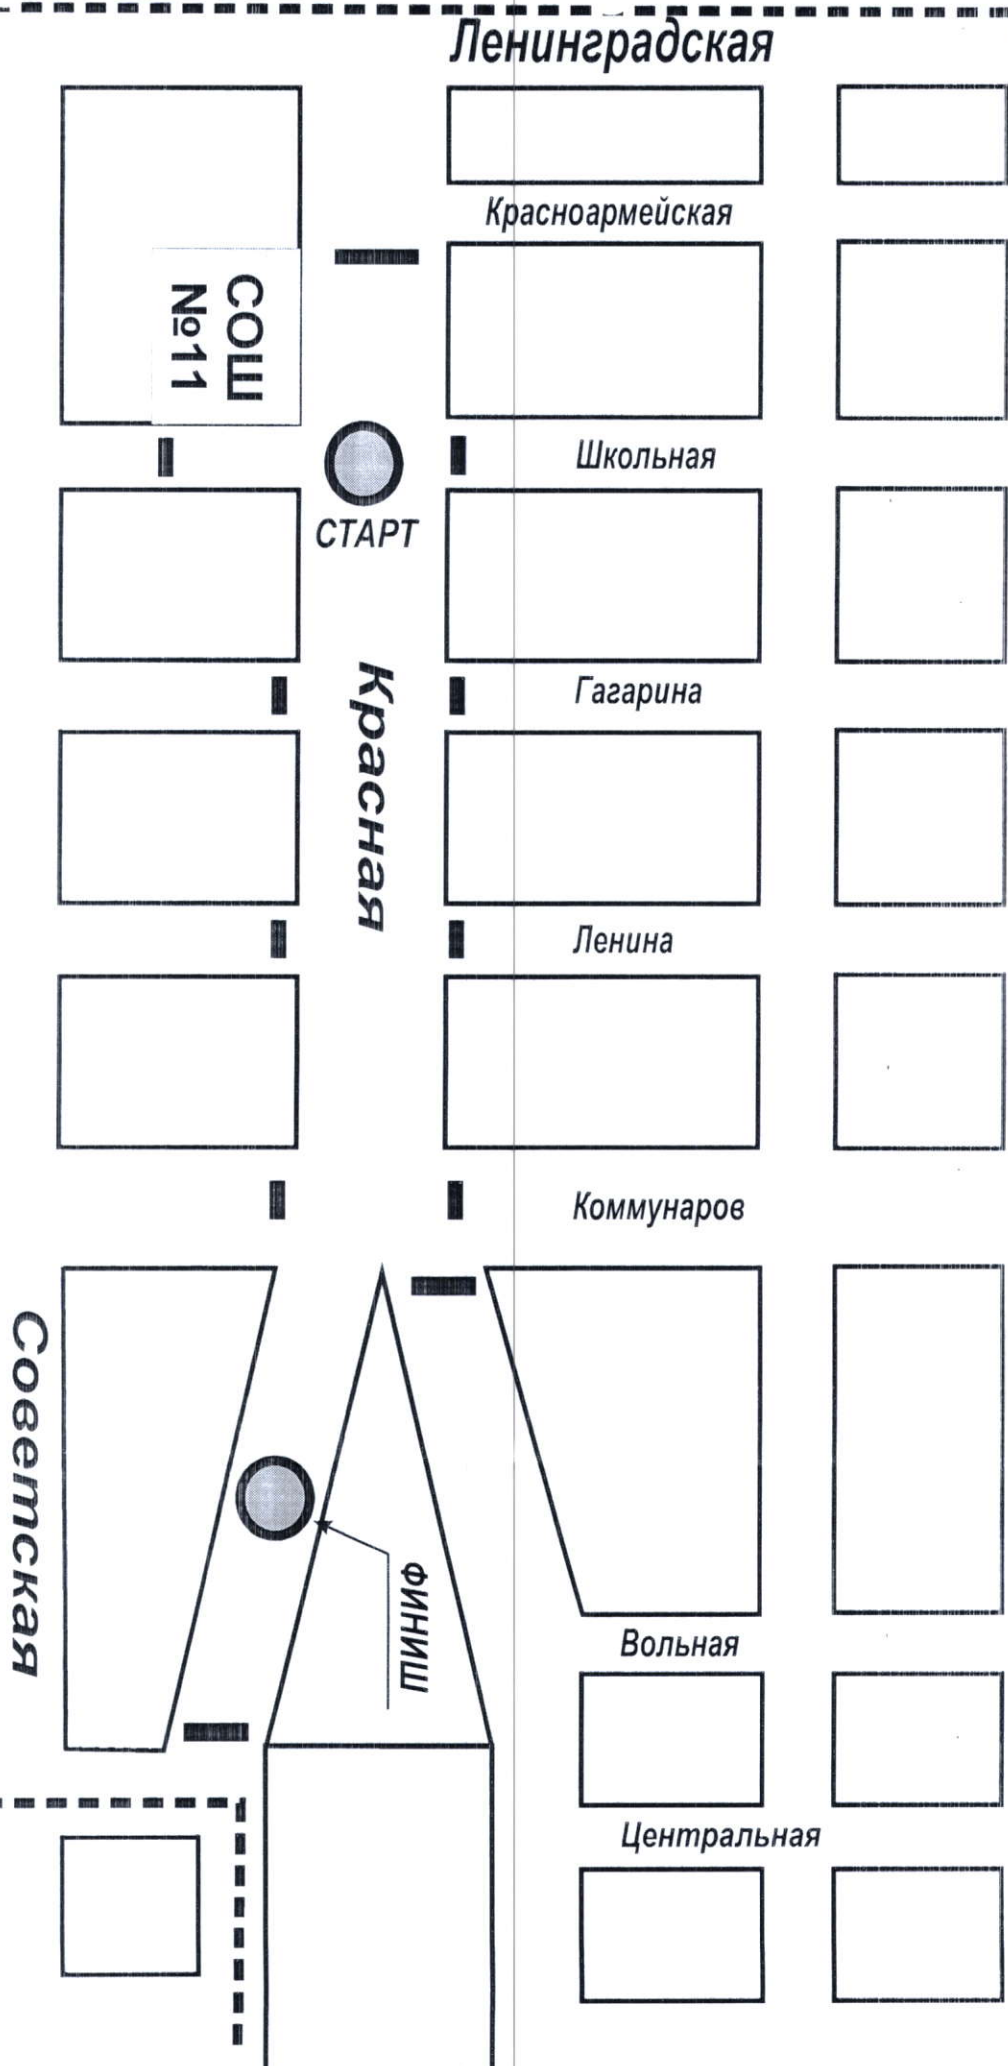 Ленинградская
Красноармейская
СОШ
№11
Школьная
СТАРТ
Гагарина
Красная
Ленина
Коммунаров
Советская
ФИНИШ
Вольная
Центральная